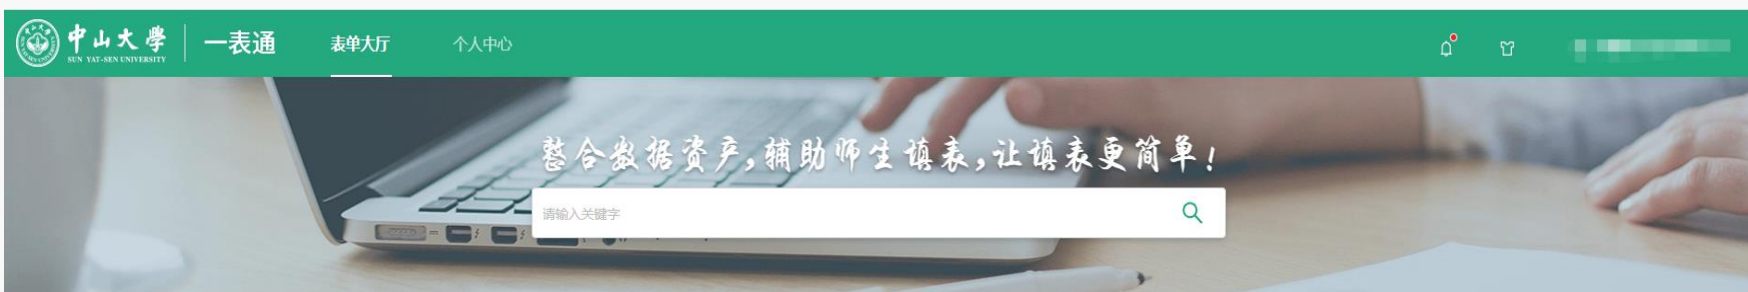 中山大學
SUN YAT-SEN UNIVERSITY
一表通
表单大厅
个人中心
整合数据资产,辅助师生填表,让填表更简单!
请输入关键字